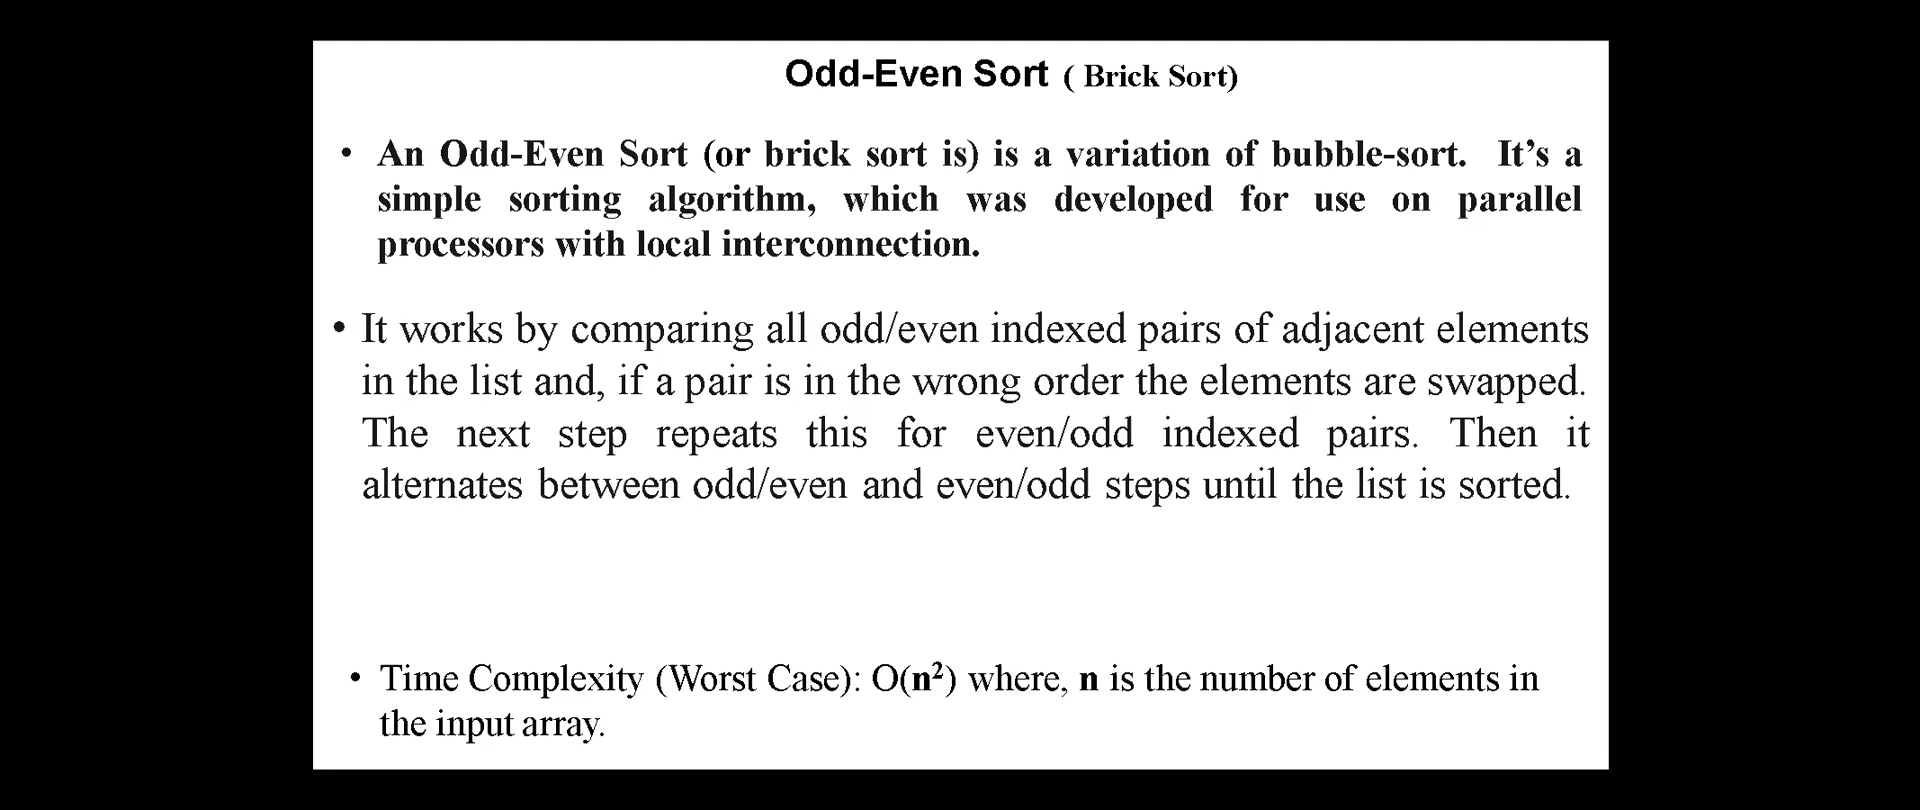 Odd-Even Sort ( Brick Sort)
• An Odd-Even Sort (or brick sort is) is a variation of bubble-sort. It’s a
simple sorting algorithm, which was developed for use on parallel
processors with local interconnection.
• It works by comparing all odd/even indexed pairs of adjacent elements
in the list and, if a pair is in the wrong order the elements are swapped.
The next step repeats this for even/odd indexed pairs. Then it
alternates between odd/even and even/odd steps until the list is sorted.
• Time Complexity (Worst Case): O(n²) where, n is the number of elements in
the input array.